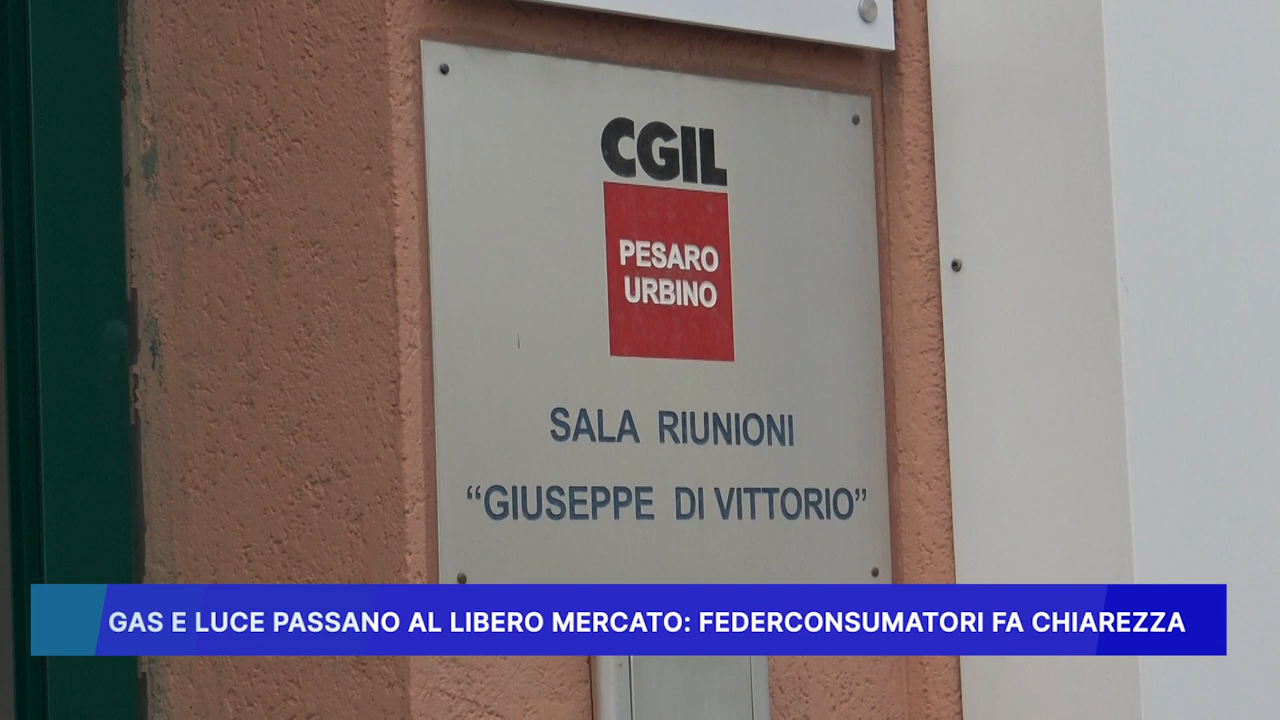 CGIL
PESARO
URBINO
SALA RIUNIONI
“GIUSEPPE DI VITTORIO”
GAS E LUCE PASSANO AL LIBERO MERCATO: FEDERCONSUMATORI FA CHIAREZZA